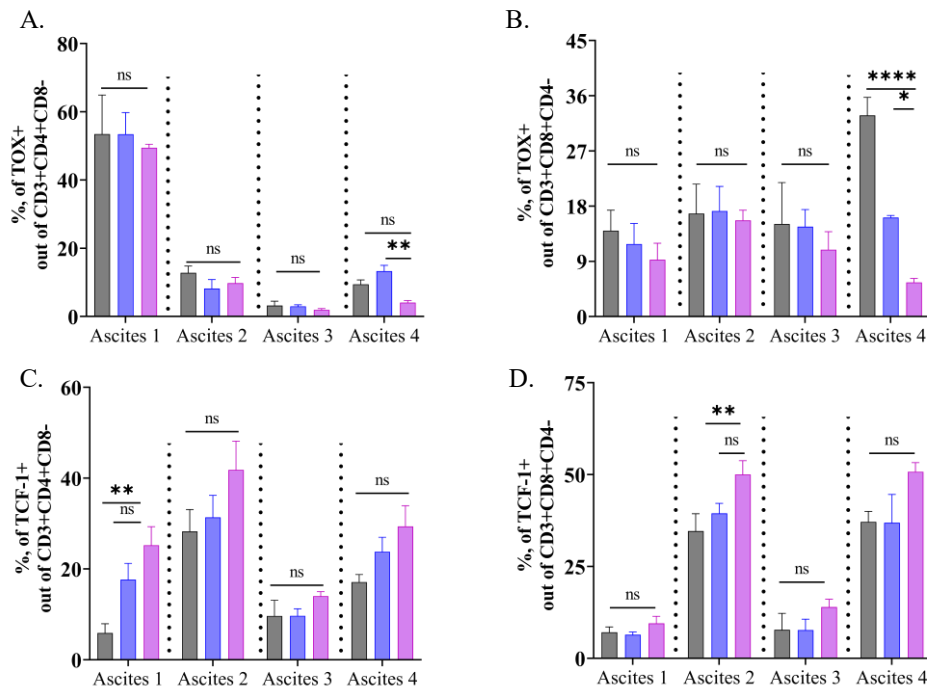 A.
%, of TOX+
out of CD3+CD4+CD8-
80
60
40
20
0
ns
ns
ns
ns
**
Ascites 1
Ascites 2
Ascites 3
Ascites 4
B.
%, of TOX+
out of CD3+CD8+CD4-
45
36
27
18
9
0
ns
ns
ns
****
*
Ascites 1
Ascites 2
Ascites 3
Ascites 4
C.
%, of TCF-1+
out of CD3+CD4+CD8-
60
40
20
0
**
ns
ns
ns
ns
Ascites 1
Ascites 2
Ascites 3
Ascites 4
D.
%, of TCF-1+
out of CD3+CD8+CD4-
75
50
25
0
ns
**
ns
ns
ns
Ascites 1
Ascites 2
Ascites 3
Ascites 4